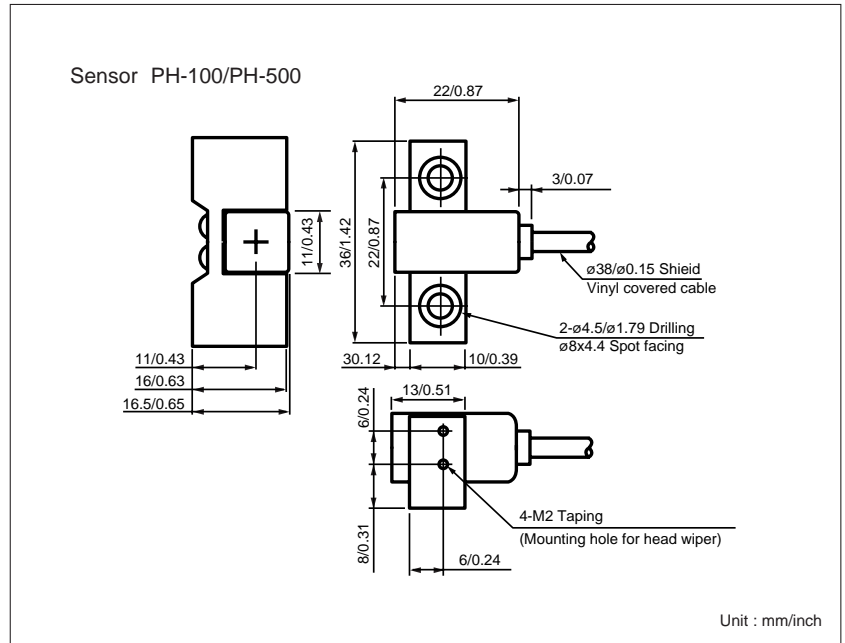 Sensor PH-100/PH-500
22/0.87
3/0.07
11/0.43
36/1.42
22/0.87
ø38/ø0.15 Shieid
Vinyl covered cable
2-ø4.5/ø1.79 Drilling
ø8x4.4 Spot facing
11/0.43
30.12
10/0.39
16/0.63
13/0.51
16.5/0.65
6/0.24
4-M2 Taping
(Mounting hole for head wiper)
8/0.31
6/0.24
Unit : mm/inch